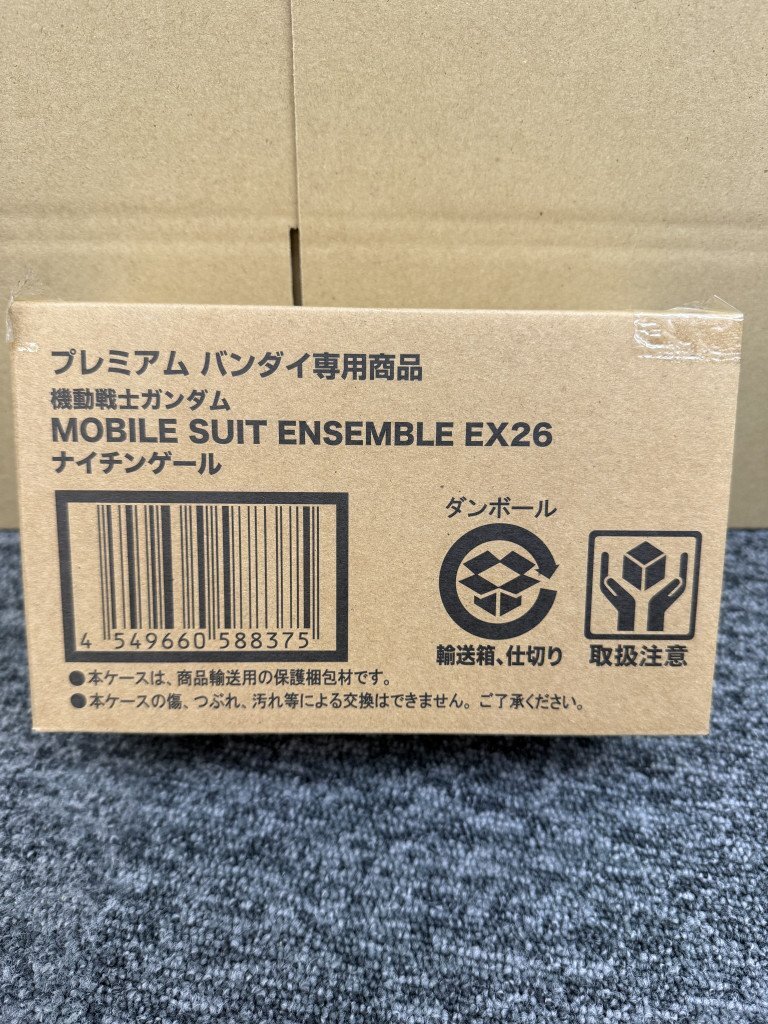 プレミアム バンダイ専用商品
機動戦士ガンダム
MOBILE SUIT ENSEMBLE EX26
ナイチンゲール
ダンボール
4 549660 588375
輸送箱、仕切り
取扱注意
●本ケースは、商品輸送用の保護梱包材です。
●本ケースの傷、つぶれ、汚れ等による交換はできません。ご了承ください。